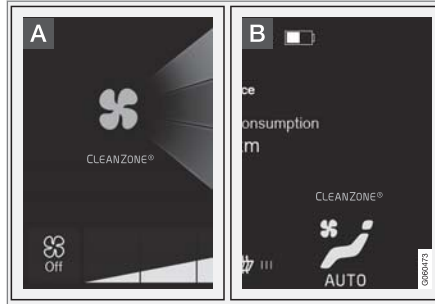 A
CLEANZONE®
Off
B
ce
onsumption
m
CLEANZONE®
AUTO
G060473